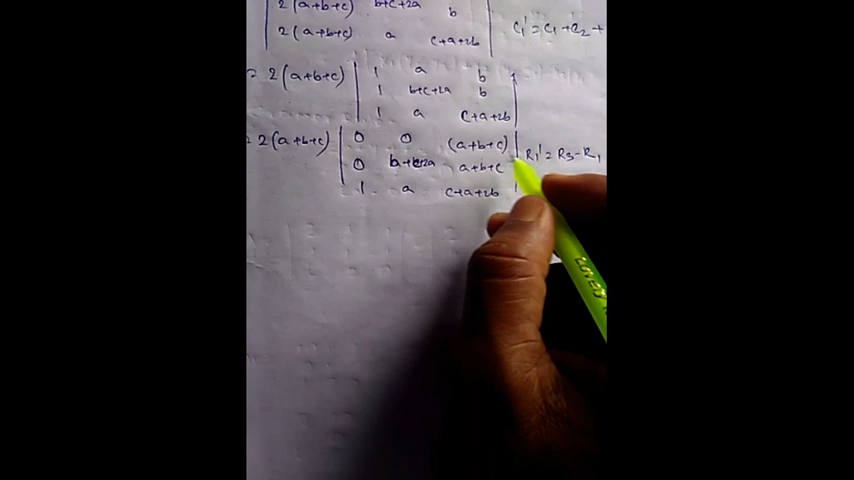 2(a+b+c) b+c+2a b
2(a+b+c) a c+a+2b C₁' = C₁ + C₂ +
= 2(a+b+c) | 1 a b
1 b+c+2a b
1 a c+a+2b |
= 2(a+b+c) | 0 0 (a+b+c) | R₁' = R₃ - R₁
0 a+b+c
1 a c+a+2b |